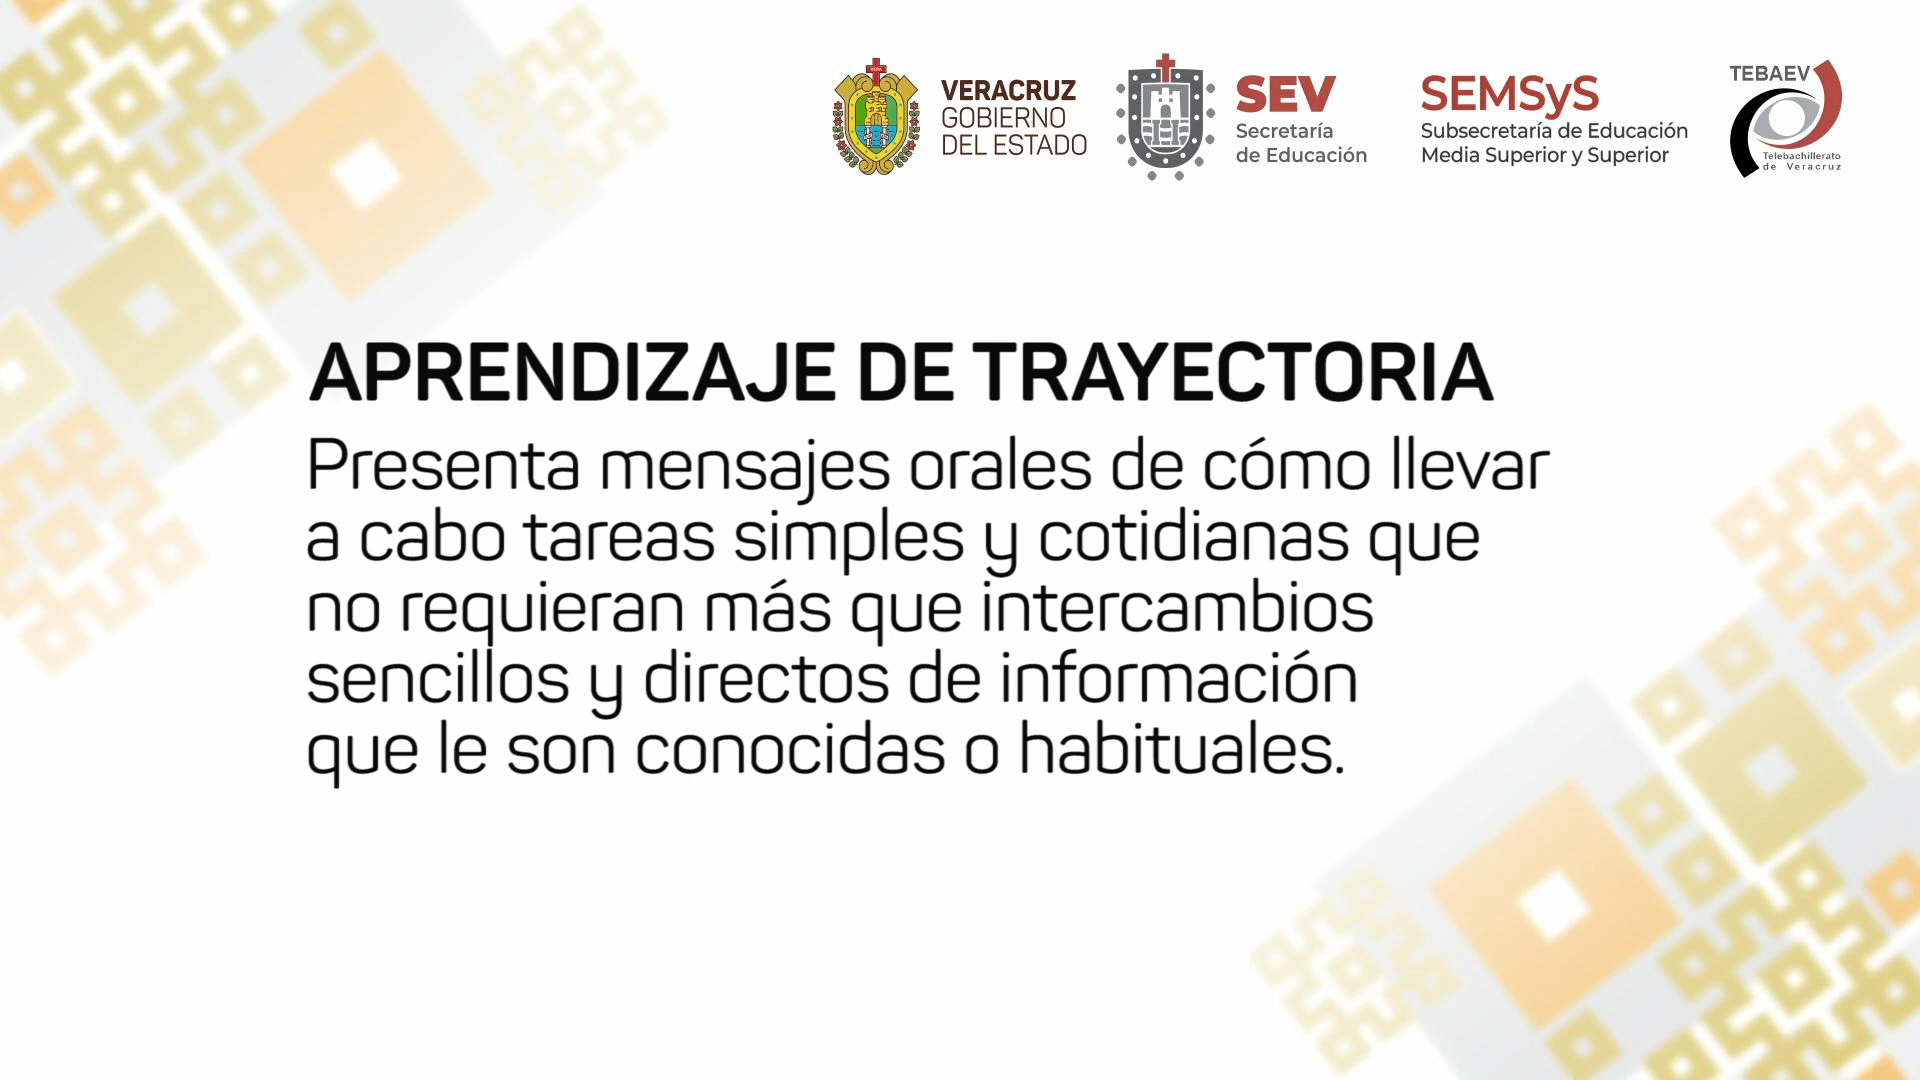 VERACRUZ
GOBIERNO
DEL ESTADO
SEV
Secretaría
de Educación
SEMSyS
Subsecretaría de Educación
Media Superior y Superior
TEBAEV
Telebachillerato
de Veracruz
APRENDIZAJE DE TRAYECTORIA
Presenta mensajes orales de cómo llevar
a cabo tareas simples y cotidianas que
no requieran más que intercambios
sencillos y directos de información
que le son conocidas o habituales.